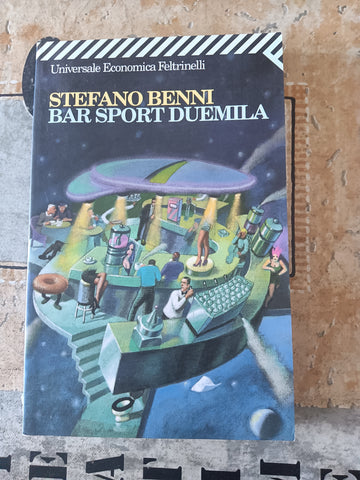 Universale Economica Feltrinelli
STEFANO BENNI
BAR SPORT DUEMILA